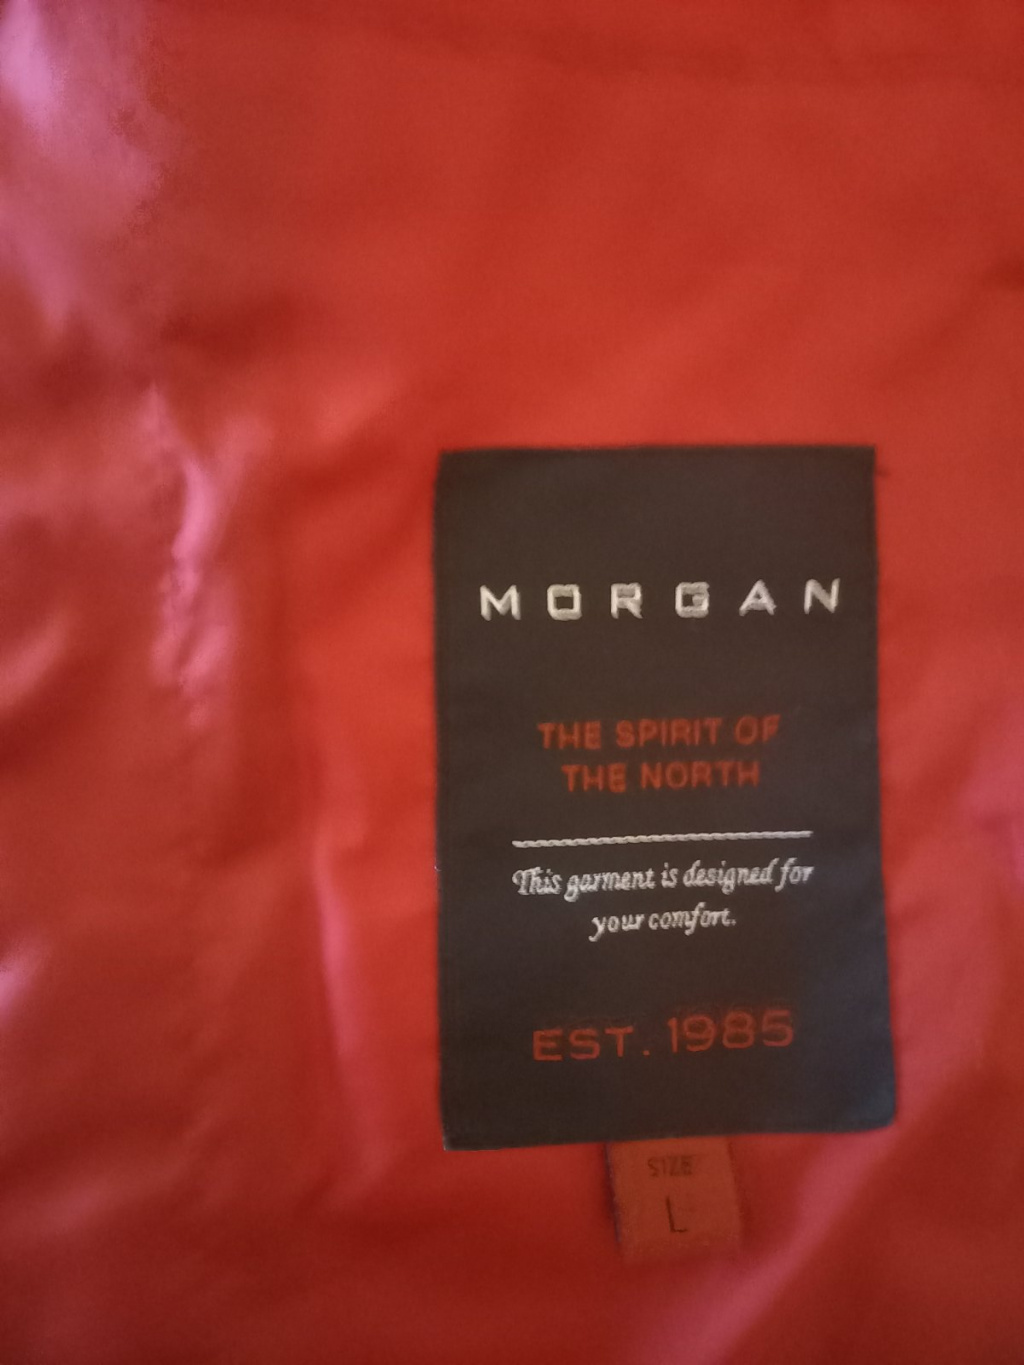 MORGAN
THE SPIRIT OF
THE NORTH
This garment is designed for
your comfort.
EST. 1985
SIZE
L